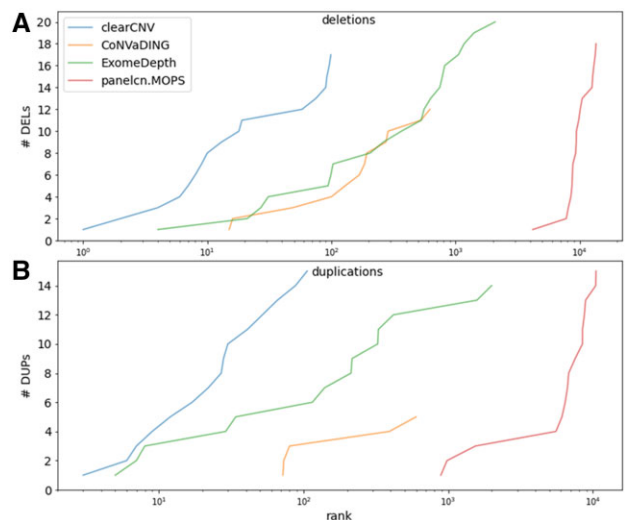 A
deletions
clearCNV
CoNVaDING
ExomeDepth
panelcn.MOPS
# DELs
20
18
16
14
12
10
8
6
4
2
0
10⁰ 10¹ 10² 10³ 10⁴
B
duplications
# DUPs
14
12
10
8
6
4
2
0
10¹ 10² 10³ 10⁴
rank